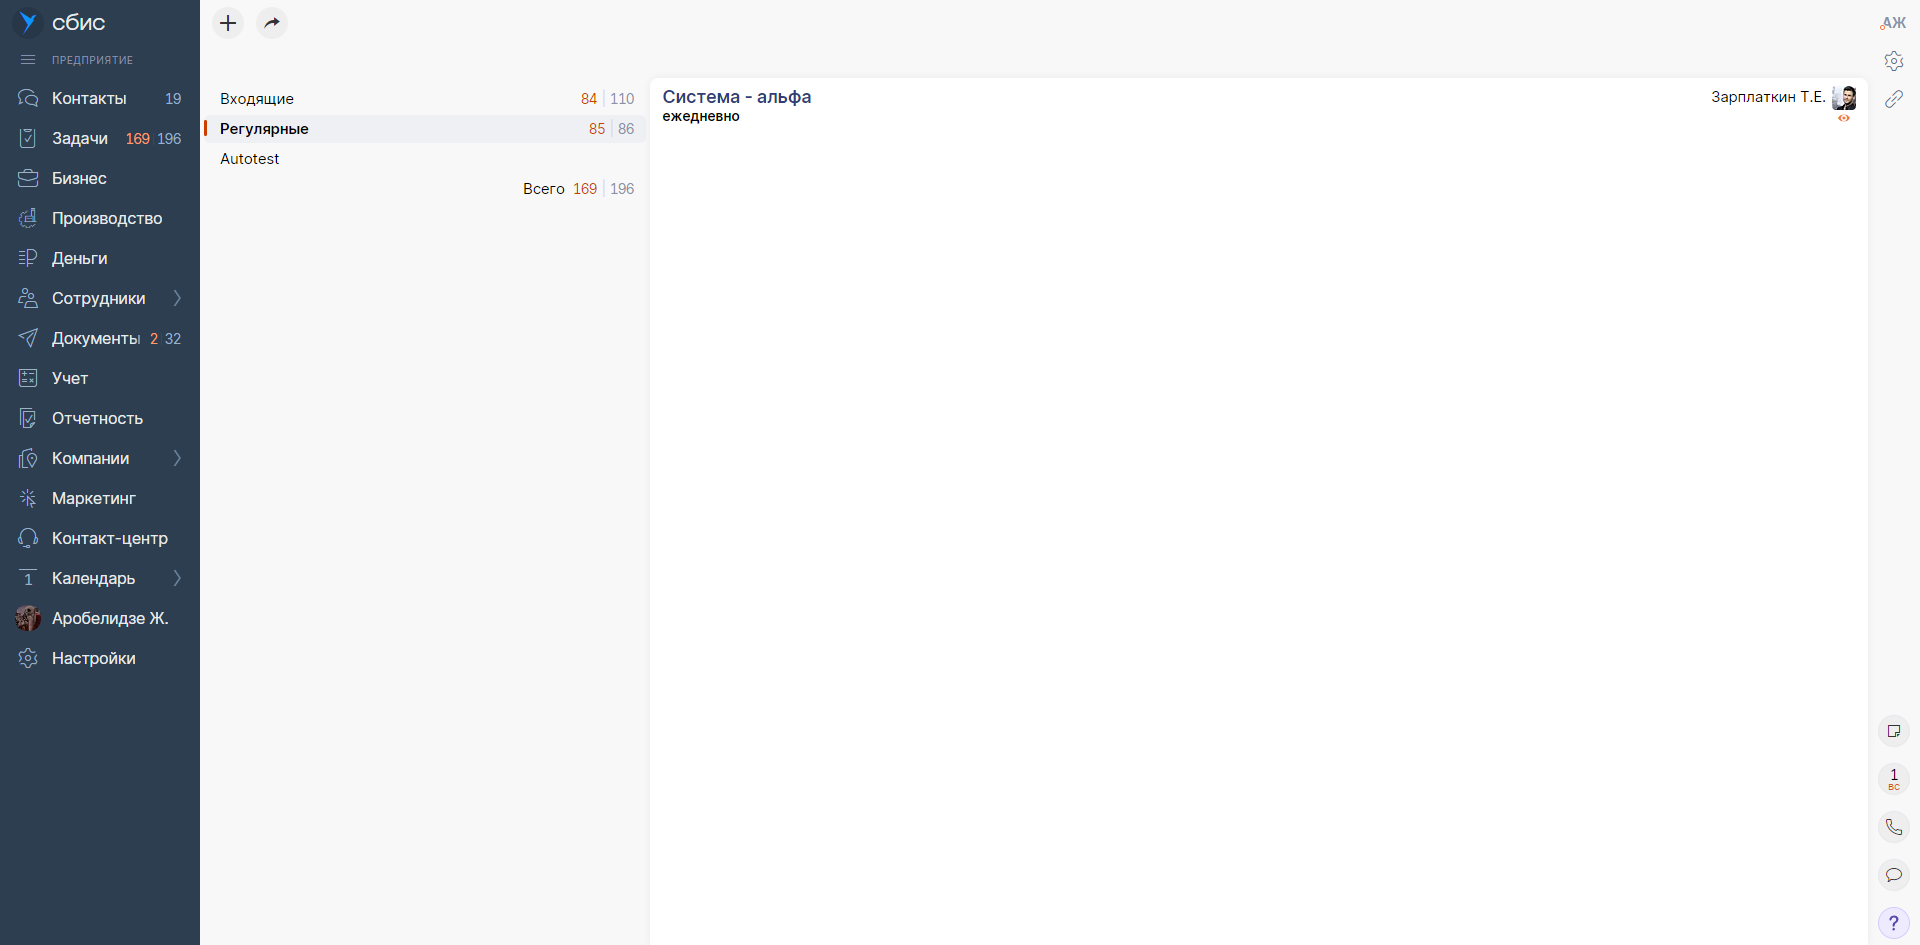 сбис
ПРЕДПРИЯТИЕ
Контакты 19
Задачи 169 196
Бизнес
Производство
Деньги
Сотрудники
Документы 2 32
Учет
Отчетность
Компании
Маркетинг
Контакт-центр
1 Календарь
Аробелидзе Ж.
Настройки
Входящие 84 110
Регулярные 85 86
Autotest
Всего 169 196
Система - альфа
ежедневно
Зарплаткин Т.Е.
АЖ
1
ВС
?